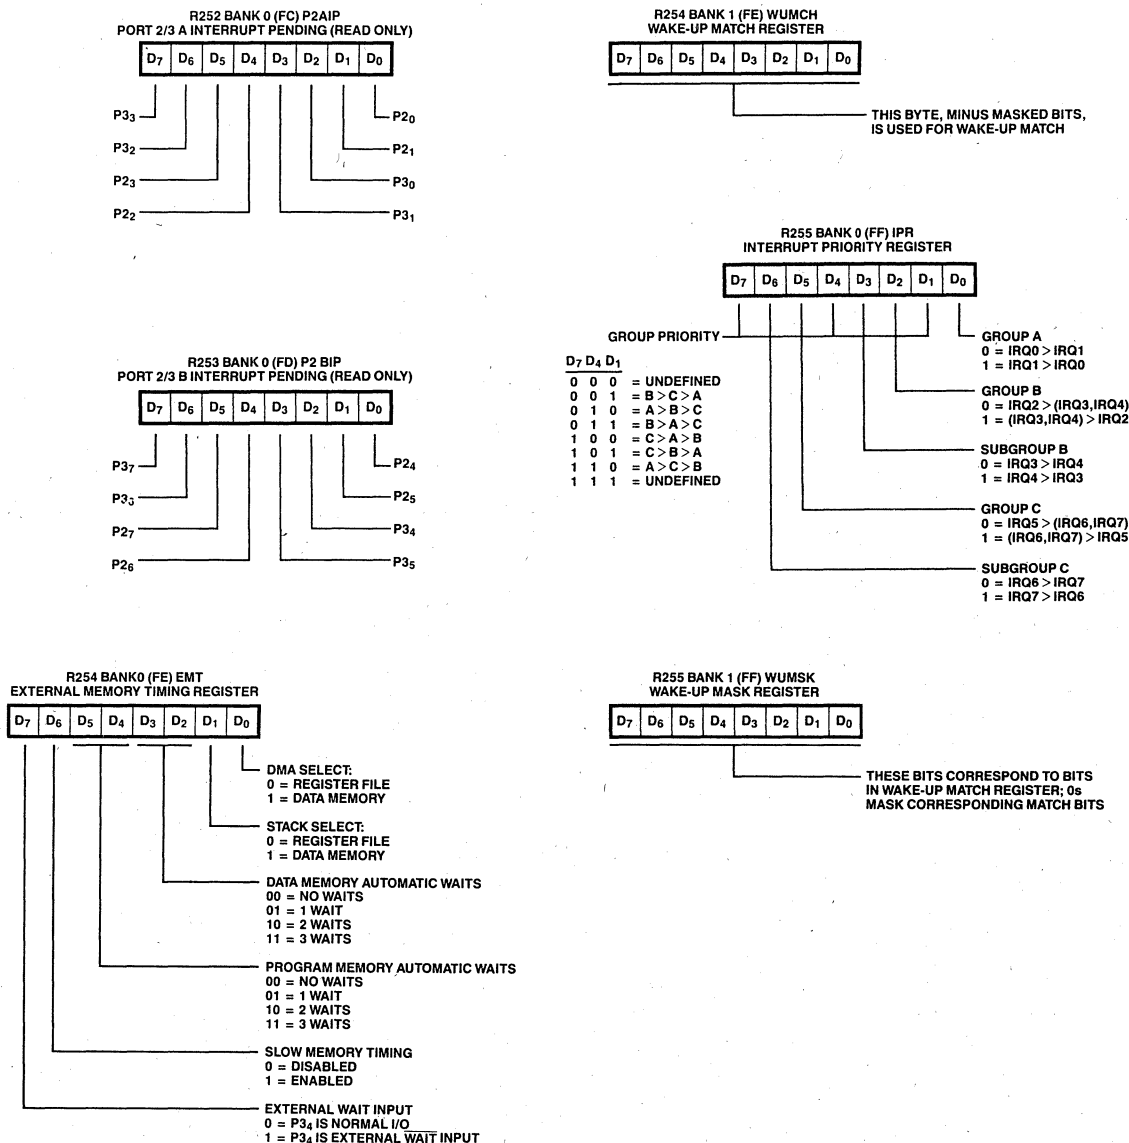 R252 BANK 0 (FC) P2AIP
PORT 2/3 A INTERRUPT PENDING (READ ONLY)
D7 D6 D5 D4 D3 D2 D1 D0
P33
P32
P23
P22
P20
P21
P30
P31
R253 BANK 0 (FD) P2 BIP
PORT 2/3 B INTERRUPT PENDING (READ ONLY)
D7 D6 D5 D4 D3 D2 D1 D0
P37
P27
P26
P24
P25
P34
P35
R254 BANK0 (FE) EMT
EXTERNAL MEMORY TIMING REGISTER
D7 D6 D5 D4 D3 D2 D1 D0
DMA SELECT:
0 = REGISTER FILE
1 = DATA MEMORY
STACK SELECT:
0 = REGISTER FILE
1 = DATA MEMORY
DATA MEMORY AUTOMATIC WAITS
00 = NO WAITS
01 = 1 WAIT
10 = 2 WAITS
11 = 3 WAITS
PROGRAM MEMORY AUTOMATIC WAITS
00 = NO WAITS
01 = 1 WAIT
10 = 2 WAITS
11 = 3 WAITS
SLOW MEMORY TIMING
0 = DISABLED
1 = ENABLED
EXTERNAL WAIT INPUT
0 = P34 IS NORMAL I/O
1 = P34 IS EXTERNAL WAIT INPUT
R254 BANK 1 (FE) WUMCH
WAKE-UP MATCH REGISTER
D7 D6 D5 D4 D3 D2 D1 D0
THIS BYTE, MINUS MASKED BITS,
IS USED FOR WAKE-UP MATCH
R255 BANK 0 (FF) IPR
INTERRUPT PRIORITY REGISTER
D7 D6 D5 D4 D3 D2 D1 D0
GROUP PRIORITY
D7 D4 D1
0 0 0 = UNDEFINED
0 0 1 = B>C>A
0 1 0 = A>B>C
0 1 1 = B>A>C
1 0 0 = C>A>B
1 0 1 = C>B>A
1 1 0 = A>C>B
1 1 1 = UNDEFINED
GROUP A
0 = IRQ0 > IRQ1
1 = IRQ1 > IRQ0
GROUP B
0 = IRQ2 > (IRQ3,IRQ4)
1 = (IRQ3,IRQ4) > IRQ2
SUBGROUP B
0 = IRQ3 > IRQ4
1 = IRQ4 > IRQ3
GROUP C
0 = IRQ5 > (IRQ6,IRQ7)
1 = (IRQ6,IRQ7) > IRQ5
SUBGROUP C
0 = IRQ6 > IRQ7
1 = IRQ7 > IRQ6
R255 BANK 1 (FF) WUMSK
WAKE-UP MASK REGISTER
D7 D6 D5 D4 D3 D2 D1 D0
THESE BITS CORRESPOND TO BITS
IN WAKE-UP MATCH REGISTER; 0s
MASK CORRESPONDING MATCH BITS